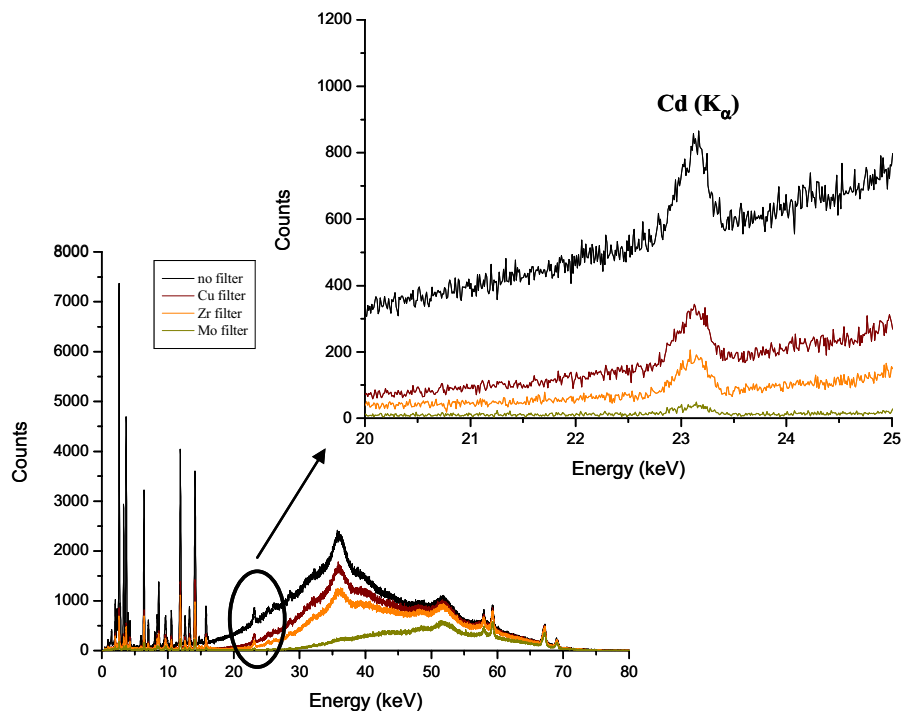 1200
1000
800
600
400
200
0
Counts
Cd (Kα)
20 21 22 23 24 25
Energy (keV)
8000
7000
6000
5000
4000
3000
2000
1000
0
Counts
no filter
Cu filter
Zr filter
Mo filter
0 10 20 30 40 50 60 70 80
Energy (keV)